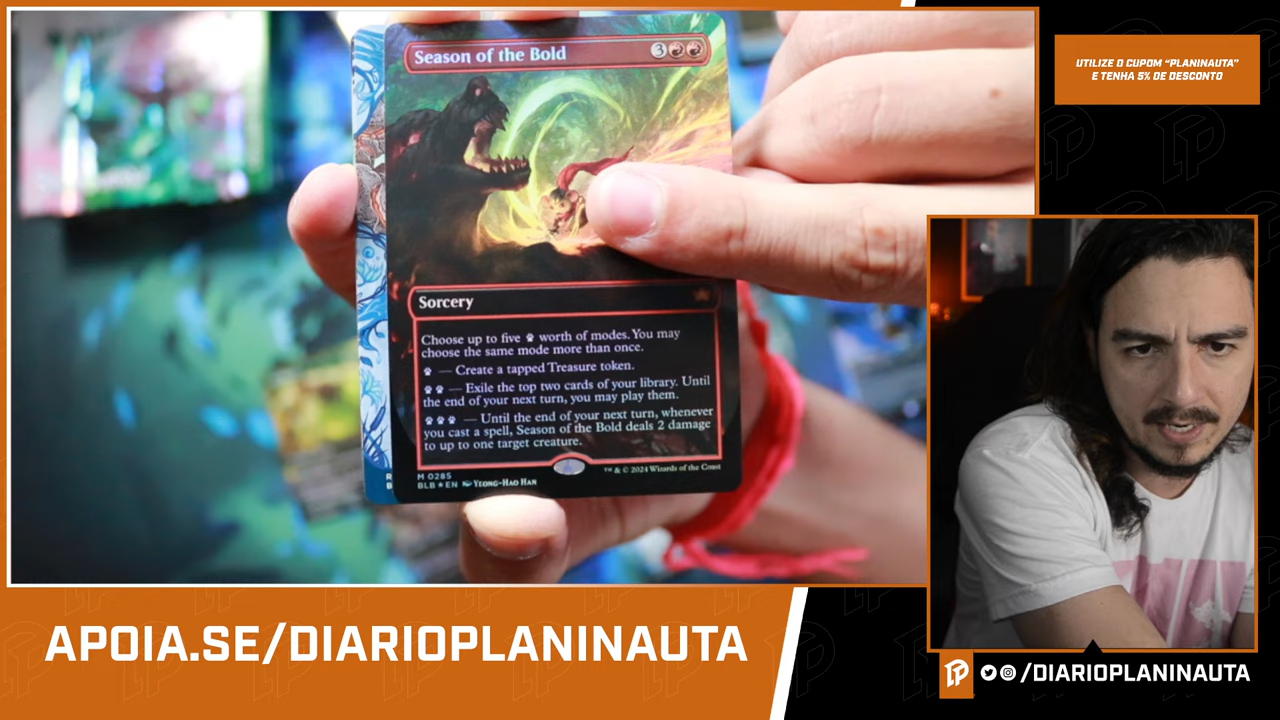 Season of the Bold
3
Sorcery
Choose up to five worth of modes. You may
choose the same mode more than once.
— Create a tapped Treasure token.
— Exile the top two cards of your library. Until
the end of your next turn, you may play them.
— Until the end of your next turn, whenever
you cast a spell, Season of the Bold deals 2 damage
to up to one target creature.
R
B
M 0285
BLB ★ EN Yeong-Hao Han
™ & © 2024 Wizards of the Coast
UTILIZE O CUPOM “PLANINAUTA”
E TENHA 5% DE DESCONTO
APOIA.SE/DIARIOPLANINAUTA
/DIARIOPLANINAUTA